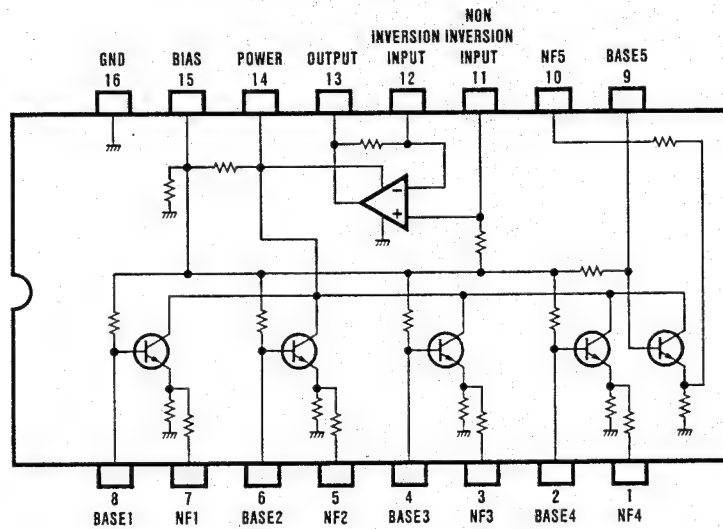 NON
INVERSION INVERSION
GND BIAS POWER OUTPUT INPUT INPUT NF5 BASE5
16 15 14 13 12 11 10 9
−
+
8 7 6 5 4 3 2 1
BASE1 NF1 BASE2 NF2 BASE3 NF3 BASE4 NF4